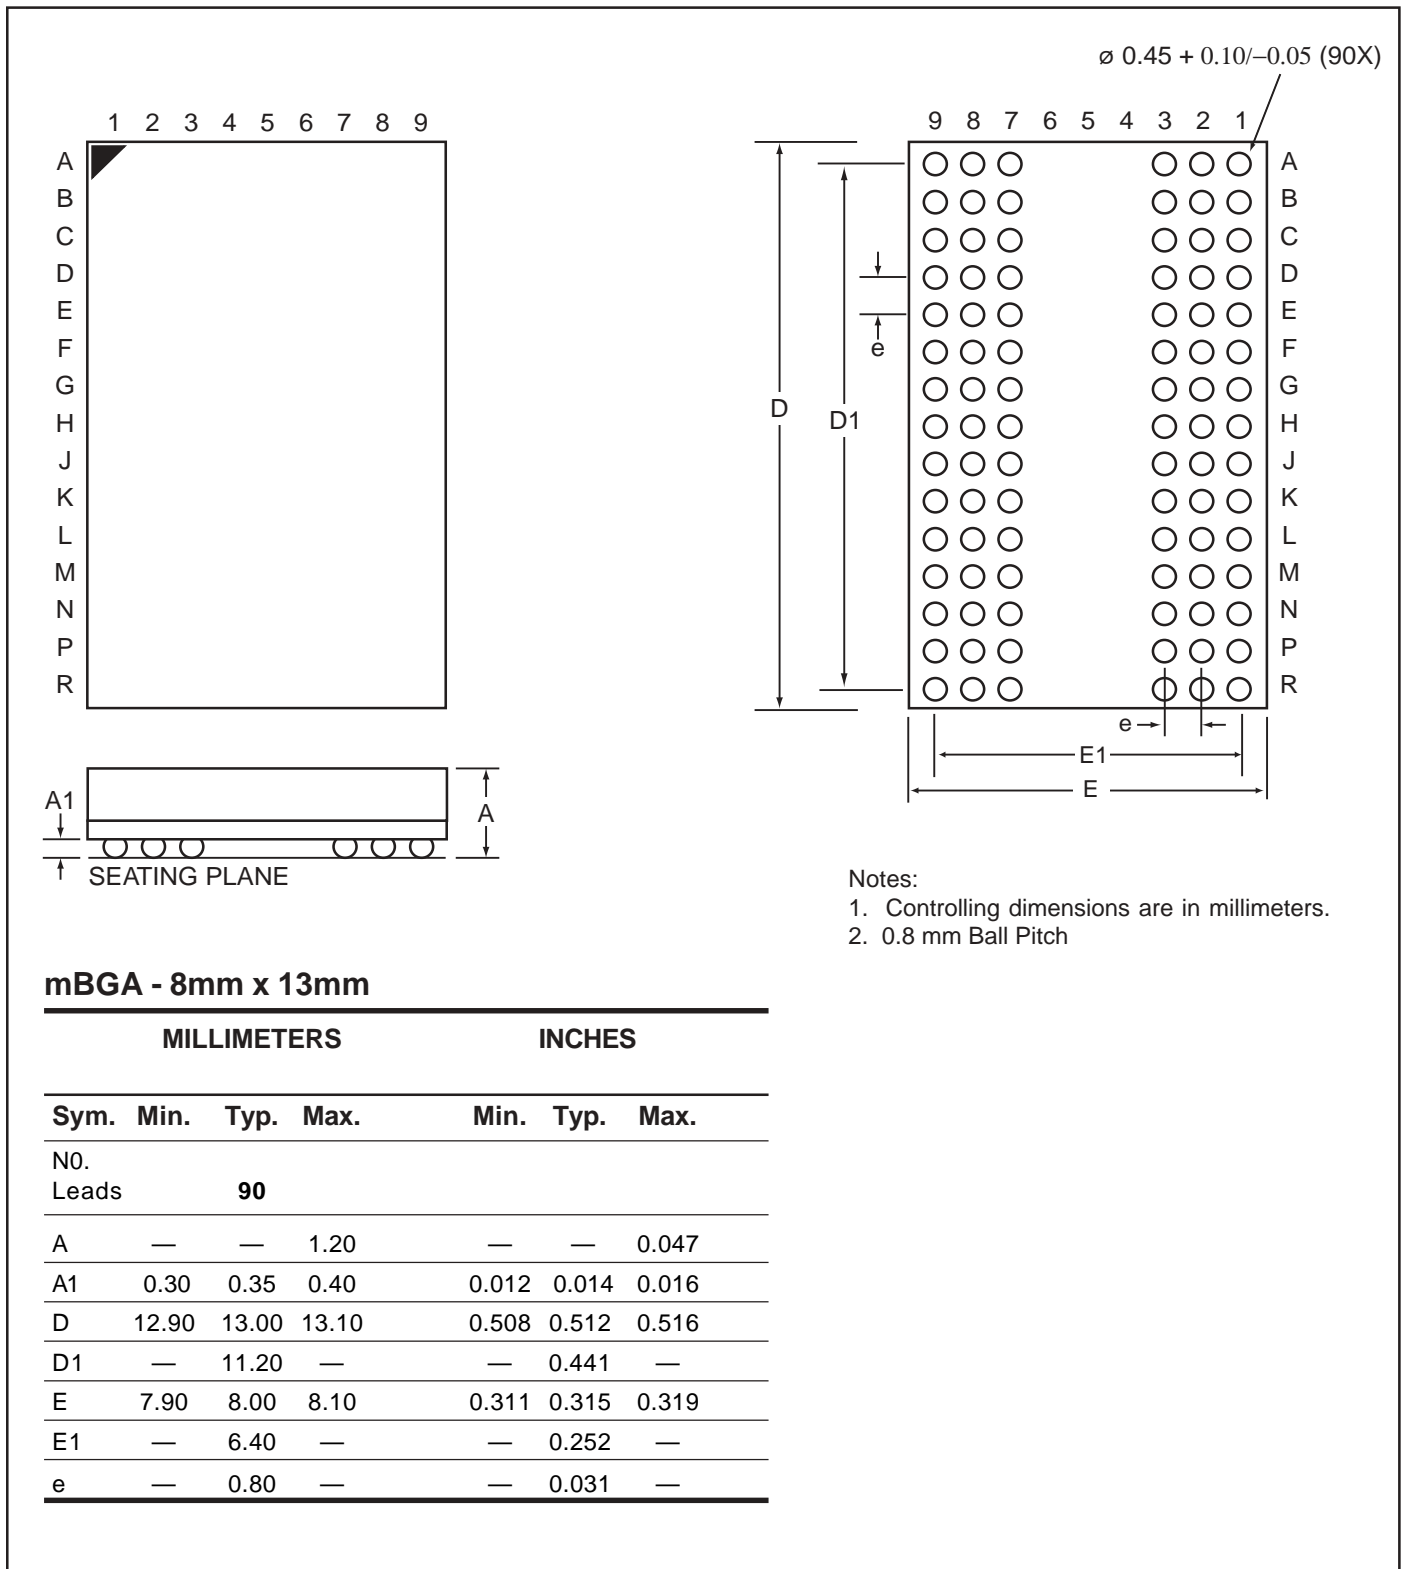 ø 0.45 + 0.10/–0.05 (90X)
1 2 3 4 5 6 7 8 9
A
B
C
D
E
F
G
H
J
K
L
M
N
P
R
9 8 7 6 5 4 3 2 1
A
B
C
D
E
F
G
H
J
K
L
M
N
P
R
e
D
D1
e
E1
E
A1
A
SEATING PLANE
Notes:
1. Controlling dimensions are in millimeters.
2. 0.8 mm Ball Pitch
mBGA - 8mm x 13mm
MILLIMETERS INCHES
Sym. Min. Typ. Max. Min. Typ. Max.
N0.
Leads 90
A — — 1.20 — — 0.047
A1 0.30 0.35 0.40 0.012 0.014 0.016
D 12.90 13.00 13.10 0.508 0.512 0.516
D1 — 11.20 — — 0.441 —
E 7.90 8.00 8.10 0.311 0.315 0.319
E1 — 6.40 — — 0.252 —
e — 0.80 — — 0.031 —